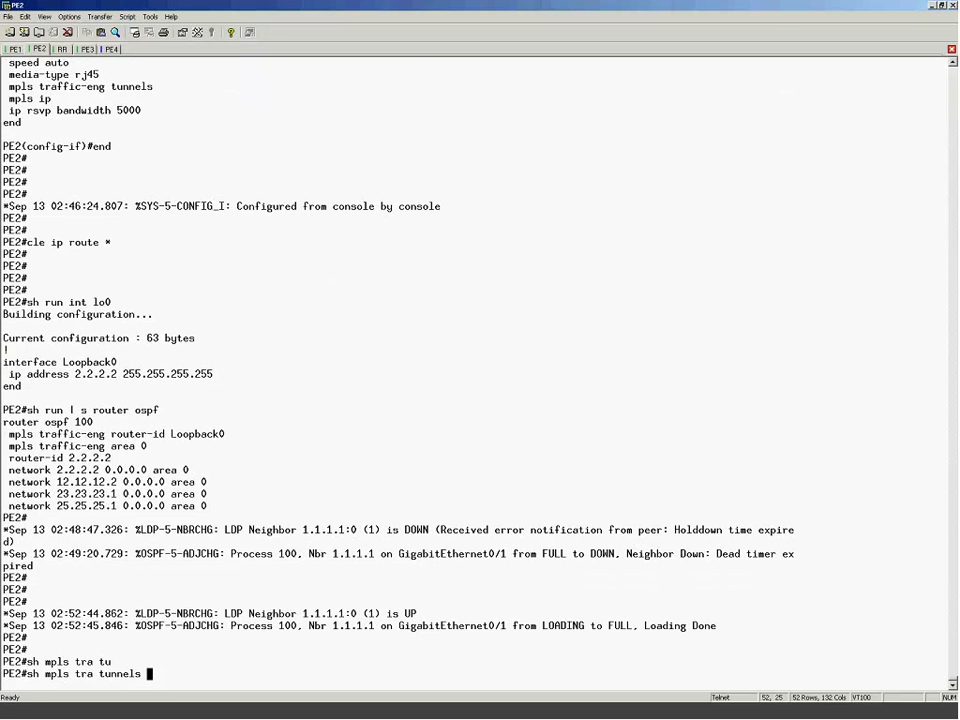 PE2
File Edit View Options Transfer Script Tools Help
PE1 PE2 RR PE3 PE4
speed auto
media-type rj45
mpls traffic-eng tunnels
mpls ip
ip rsvp bandwidth 5000
end
PE2(config-if)#end
PE2#
PE2#
PE2#
PE2#
*Sep 13 02:46:24.807: %SYS-5-CONFIG_I: Configured from console by console
PE2#
PE2#
PE2#cle ip route *
PE2#
PE2#
PE2#
PE2#
PE2#sh run int lo0
Building configuration...
Current configuration : 63 bytes
!
interface Loopback0
ip address 2.2.2.2 255.255.255.255
end
PE2#sh run | s router ospf
router ospf 100
mpls traffic-eng router-id Loopback0
mpls traffic-eng area 0
router-id 2.2.2.2
network 2.2.2.2 0.0.0.0 area 0
network 12.12.12.2 0.0.0.0 area 0
network 23.23.23.1 0.0.0.0 area 0
network 25.25.25.1 0.0.0.0 area 0
PE2#
*Sep 13 02:48:47.326: %LDP-5-NBRCHG: LDP Neighbor 1.1.1.1:0 (1) is DOWN (Received error notification from peer: Holddown time expire
d)
*Sep 13 02:49:20.729: %OSPF-5-ADJCHG: Process 100, Nbr 1.1.1.1 on GigabitEthernet0/1 from FULL to DOWN, Neighbor Down: Dead timer ex
pired
PE2#
PE2#
PE2#
*Sep 13 02:52:44.862: %LDP-5-NBRCHG: LDP Neighbor 1.1.1.1:0 (1) is UP
*Sep 13 02:52:45.846: %OSPF-5-ADJCHG: Process 100, Nbr 1.1.1.1 on GigabitEthernet0/1 from LOADING to FULL, Loading Done
PE2#
PE2#
PE2#sh mpls tra tu
PE2#sh mpls tra tunnels
Ready Telnet 52, 25 52 Rows, 132 Cols VT100 NUM